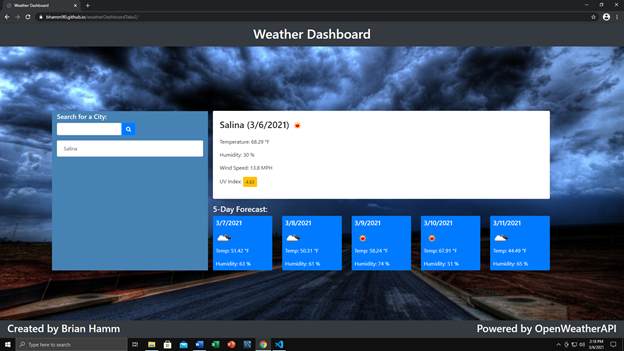 Weather Dashboard
bhamm90.github.io/weatherDashboardTake2/
Weather Dashboard
Search for a City:
Salina
Salina (3/6/2021)
Temperature: 68.29 °F
Humidity: 30 %
Wind Speed: 13.8 MPH
UV Index: 4.63
5-Day Forecast:
3/7/2021
Temp: 51.42 °F
Humidity: 63 %
3/8/2021
Temp: 50.31 °F
Humidity: 61 %
3/9/2021
Temp: 58.24 °F
Humidity: 74 %
3/10/2021
Temp: 67.91 °F
Humidity: 51 %
3/11/2021
Temp: 44.49 °F
Humidity: 65 %
Created by Brian Hamm
Powered by OpenWeatherAPI
Type here to search
2:18 PM
3/6/2021